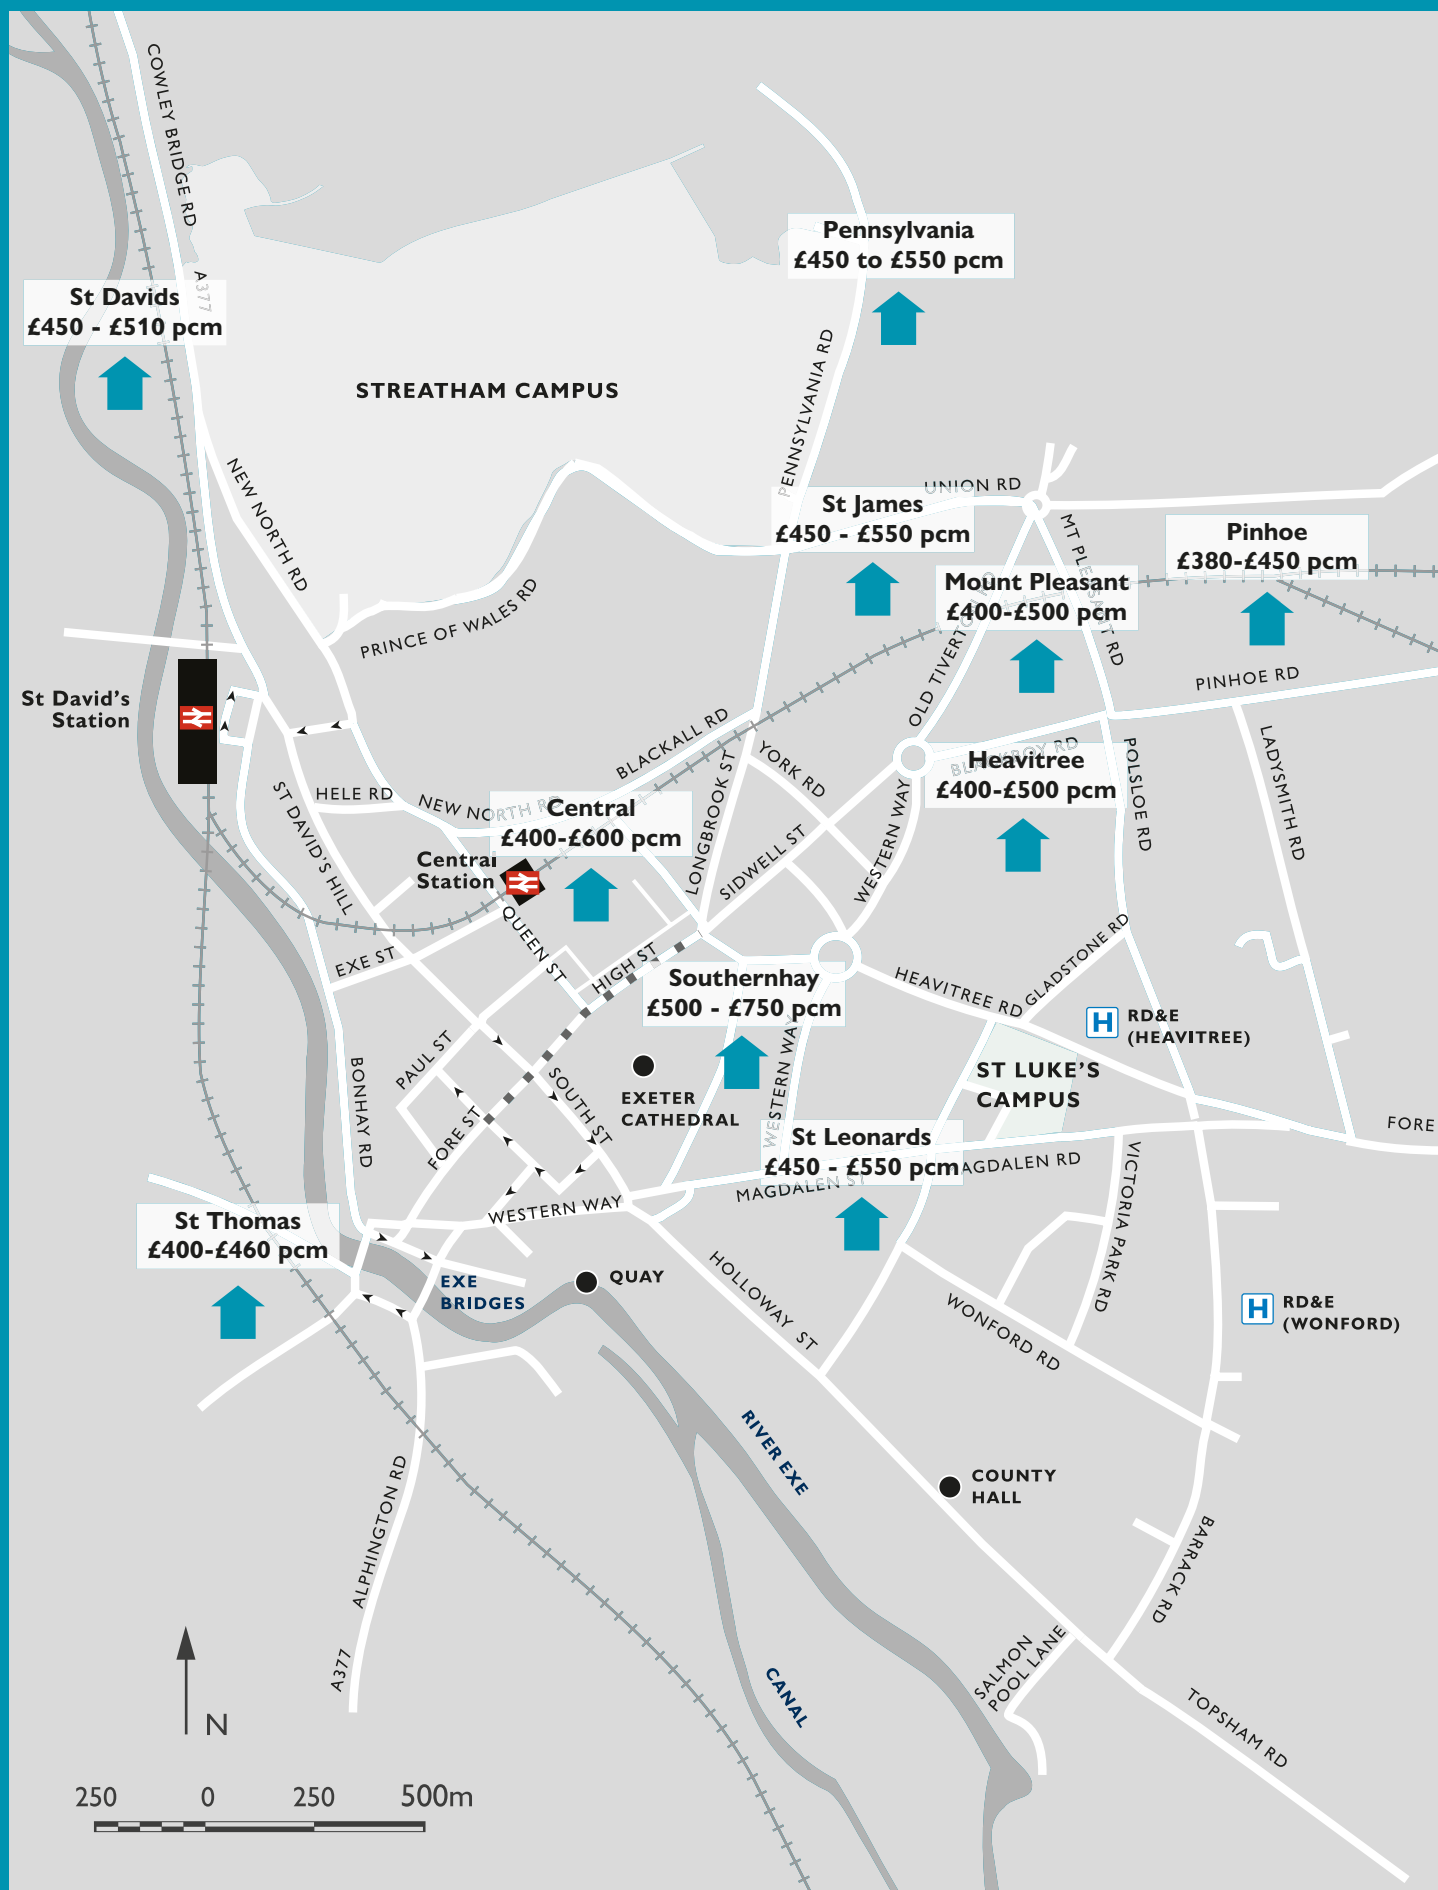 COWLEY BRIDGE RD
A377
Pennsylvania
£450 to £550 pcm
St Davids
£450 - £510 pcm
STREATHAM CAMPUS
PENNSYLVANIA RD
NEW NORTH RD
UNION RD
St James
£450 - £550 pcm
MT PLEASANT RD
Pinhoe
£380-£450 pcm
Mount Pleasant
£400-£500 pcm
PRINCE OF WALES RD
OLD TIVERTON RD
PINHOE RD
St David's
Station
BLACKALL RD
YORK RD
LONGBROOK ST
BLACKBOY RD
Heavitree
£400-£500 pcm
POLSLOE RD
LADYSMITH RD
HELE RD
NEW NORTH RD
Central
£400-£600 pcm
ST DAVID'S HILL
Central
Station
SIDWELL ST
WESTERN WAY
QUEEN ST
HIGH ST
EXE ST
Southernhay
£500 - £750 pcm
HEAVITREE RD
GLADSTONE RD
RD&E
(HEAVITREE)
H
PAUL ST
BONHAY RD
SOUTH ST
EXETER
CATHEDRAL
WESTERN WAY
ST LUKE'S
CAMPUS
FORE ST
FORE
St Leonards
£450 - £550 pcm
MAGDALEN RD
MAGDALEN ST
VICTORIA PARK RD
WESTERN WAY
St Thomas
£400-£460 pcm
EXE
BRIDGES
QUAY
HOLLOWAY ST
WONFORD RD
H
RD&E
(WONFORD)
RIVER EXE
COUNTY
HALL
ALPHINGTON RD
A377
BARRACK RD
SALMON
POOL LANE
CANAL
TOPSHAM RD
N
250 0 250 500m